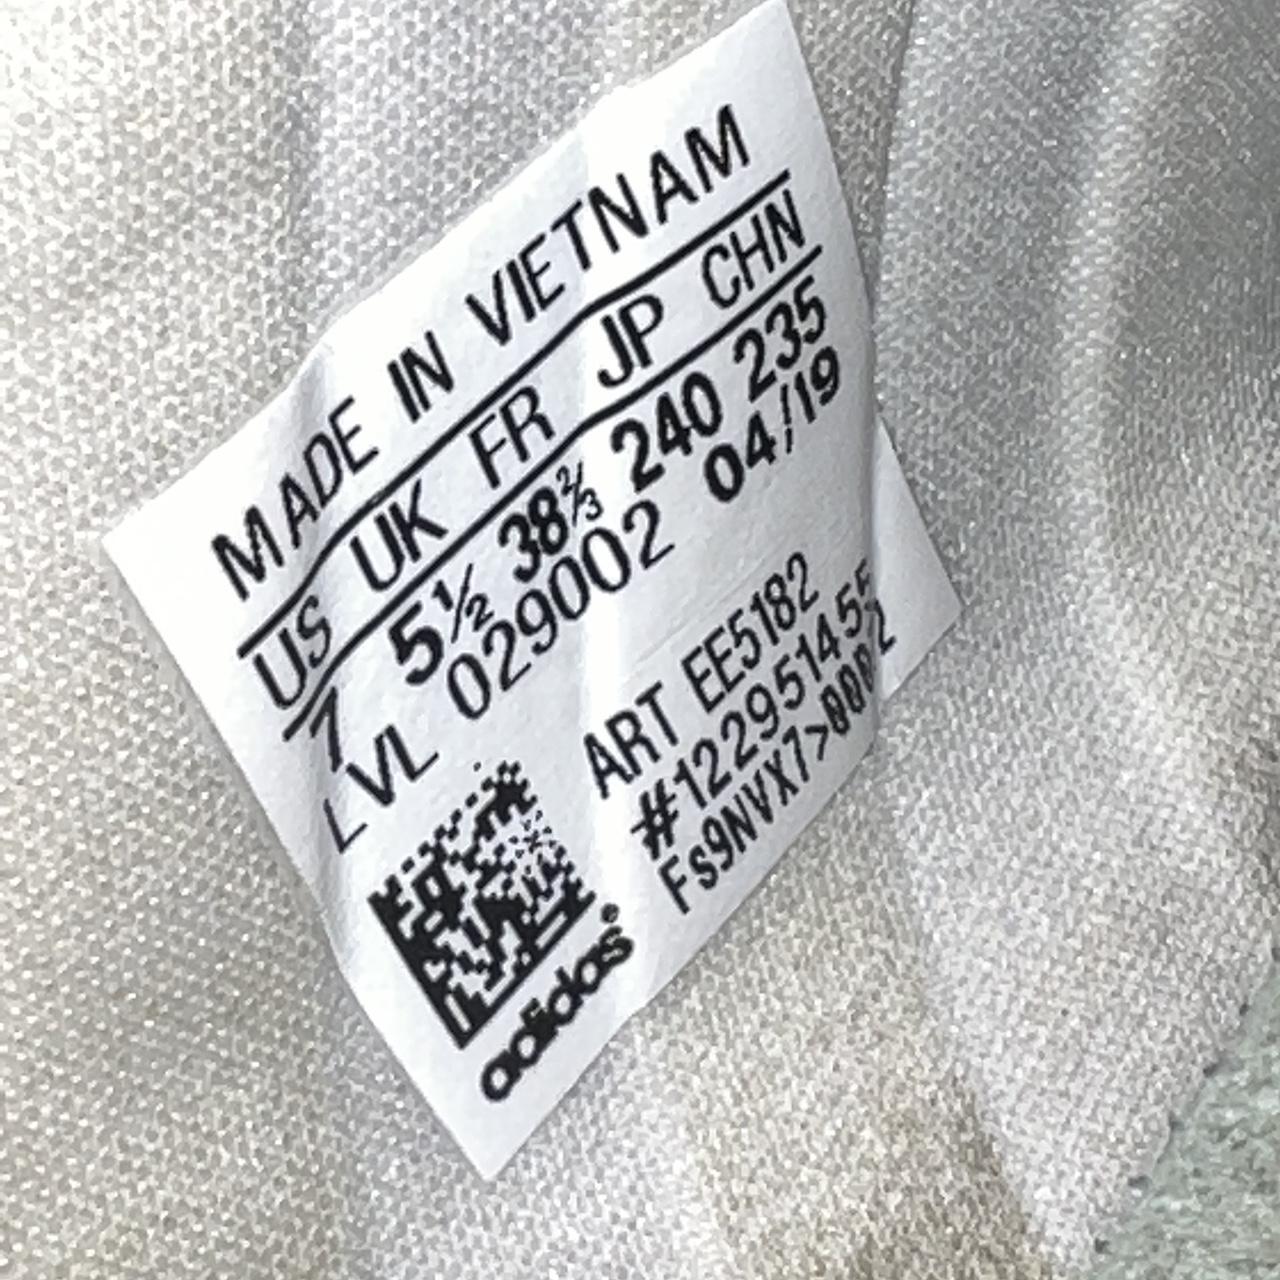 MADE IN VIETNAM
US UK FR JP CHN
7 5½ 38⅔ 240 235
LVL 029002 04/19
ART EE5182
#122951455
FS9NVX7>0002
adidas®